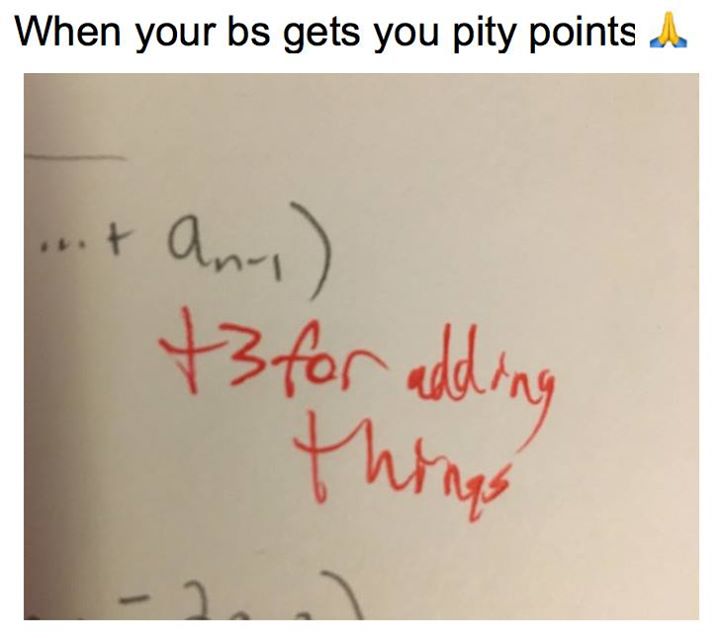 When your bs gets you pity points 🙏
...+ aₙ₋₁)
+3 for adding
things